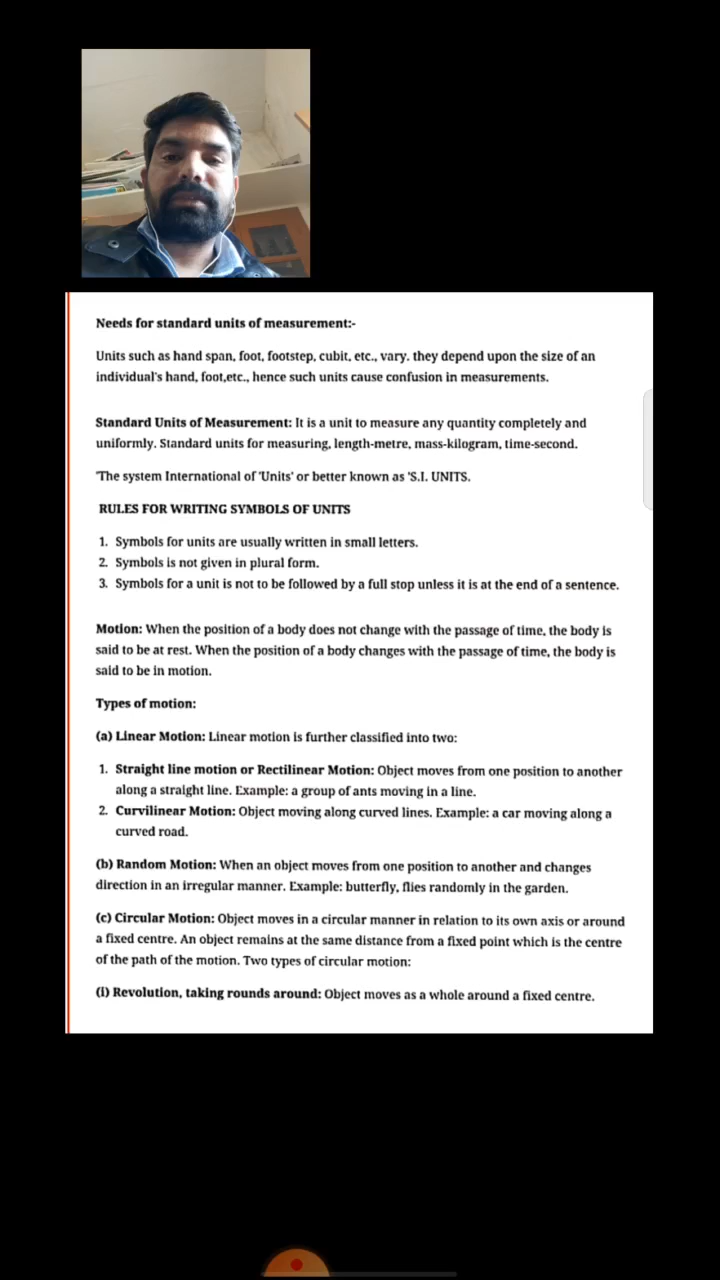 Needs for standard units of measurement:-
Units such as hand span, foot, footstep, cubit, etc., vary. they depend upon the size of an
individual's hand, foot,etc., hence such units cause confusion in measurements.
Standard Units of Measurement: It is a unit to measure any quantity completely and
uniformly. Standard units for measuring, length-metre, mass-kilogram, time-second.
'The system International of 'Units' or better known as 'S.I. UNITS.
RULES FOR WRITING SYMBOLS OF UNITS
1. Symbols for units are usually written in small letters.
2. Symbols is not given in plural form.
3. Symbols for a unit is not to be followed by a full stop unless it is at the end of a sentence.
Motion: When the position of a body does not change with the passage of time, the body is
said to be at rest. When the position of a body changes with the passage of time, the body is
said to be in motion.
Types of motion:
(a) Linear Motion: Linear motion is further classified into two:
1. Straight line motion or Rectilinear Motion: Object moves from one position to another
along a straight line. Example: a group of ants moving in a line.
2. Curvilinear Motion: Object moving along curved lines. Example: a car moving along a
curved road.
(b) Random Motion: When an object moves from one position to another and changes
direction in an irregular manner. Example: butterfly, flies randomly in the garden.
(c) Circular Motion: Object moves in a circular manner in relation to its own axis or around
a fixed centre. An object remains at the same distance from a fixed point which is the centre
of the path of the motion. Two types of circular motion:
(i) Revolution, taking rounds around: Object moves as a whole around a fixed centre.